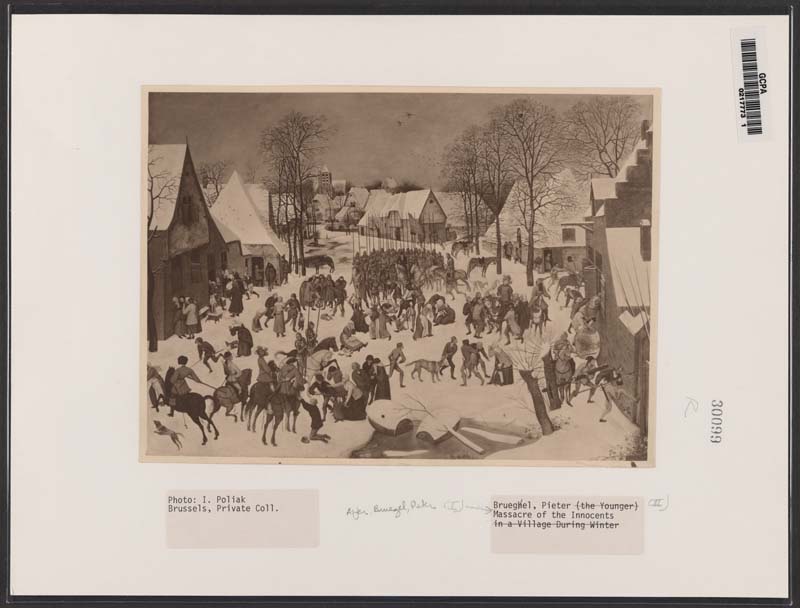 GCPA
0217773 1
30099
R
Photo: I. Poliak
Brussels, Private Coll.
After Bruegel, Pieter (I)
Brueghel, Pieter (the Younger) (III)
Massacre of the Innocents
in a Village During Winter